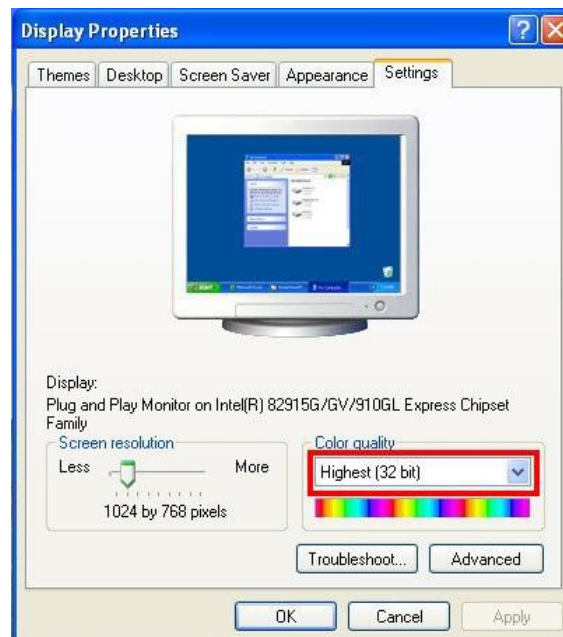 Display Properties
Themes Desktop Screen Saver Appearance Settings
Display:
Plug and Play Monitor on Intel(R) 82915G/GV/910GL Express Chipset
Family
Screen resolution
Less More
1024 by 768 pixels
Color quality
Highest (32 bit)
Troubleshoot... Advanced
OK Cancel Apply